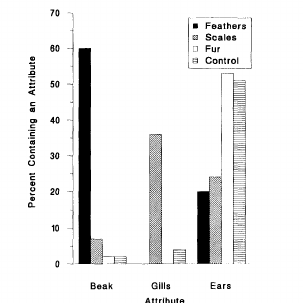 70
60
50
40
30
20
10
0
Percent Containing an Attribute
Feathers
Scales
Fur
Control
Beak
Gills
Ears
Attribute